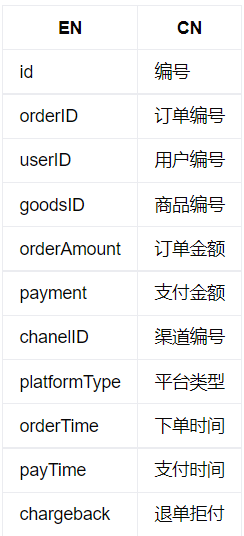 EN CN
id 编号
orderID 订单编号
userID 用户编号
goodsID 商品编号
orderAmount 订单金额
payment 支付金额
chanelID 渠道编号
platformType 平台类型
orderTime 下单时间
payTime 支付时间
chargeback 退单拒付